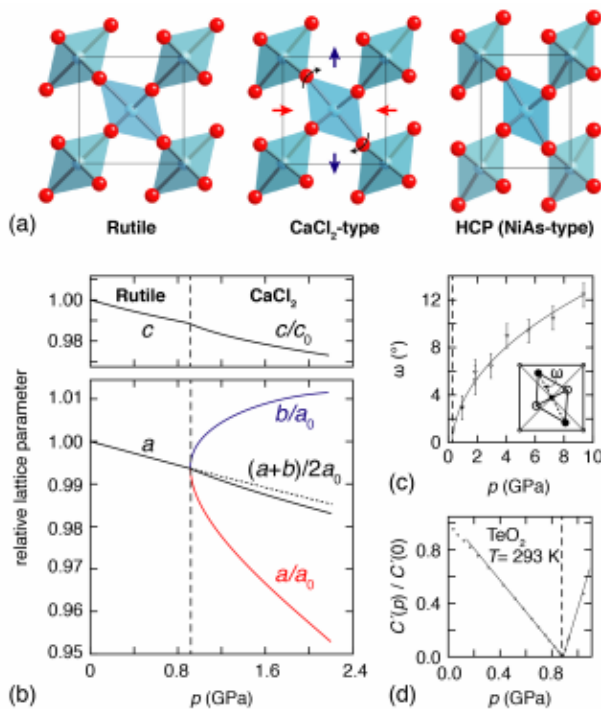 (a)
Rutile
CaCl₂-type
HCP (NiAs-type)
Rutile
CaCl₂
1.00
0.98
c
c/c₀
relative lattice parameter
1.01
1.00
0.99
0.98
0.97
0.96
0.95
a
b/a₀
(a+b)/2a₀
a/a₀
0
0.8
1.6
2.4
(b)
p (GPa)
ω (°)
12
8
4
0
ω
0 2 4 6 8 10
(c)
p (GPa)
C'(p) / C'(0)
0.8
0.4
0.0
TeO₂
T= 293 K
0.0
0.4
0.8
(d)
p (GPa)